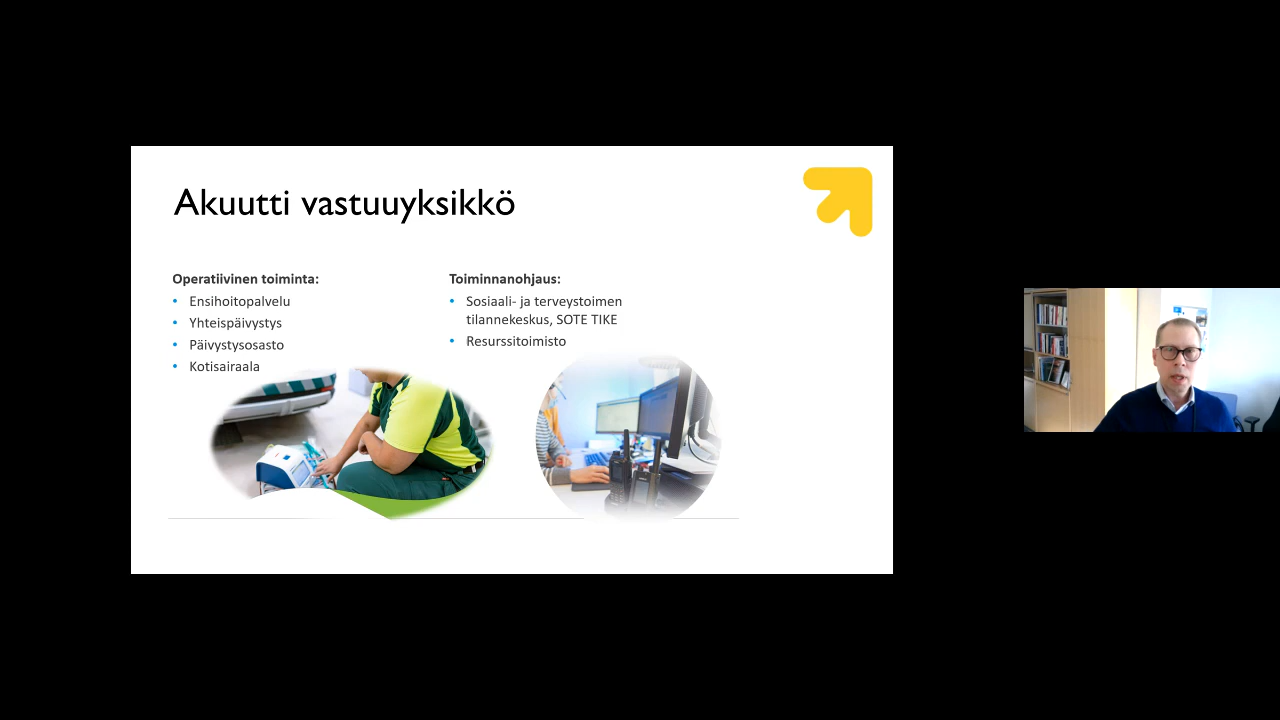 Akuutti vastuuyksikkö
Operatiivinen toiminta:
• Ensihoitopalvelu
• Yhteispäivystys
• Päivystysosasto
• Kotisairaala
Toiminnanohjaus:
• Sosiaali- ja terveystoimen
tilannekeskus, SOTE TIKE
• Resurssitoimisto